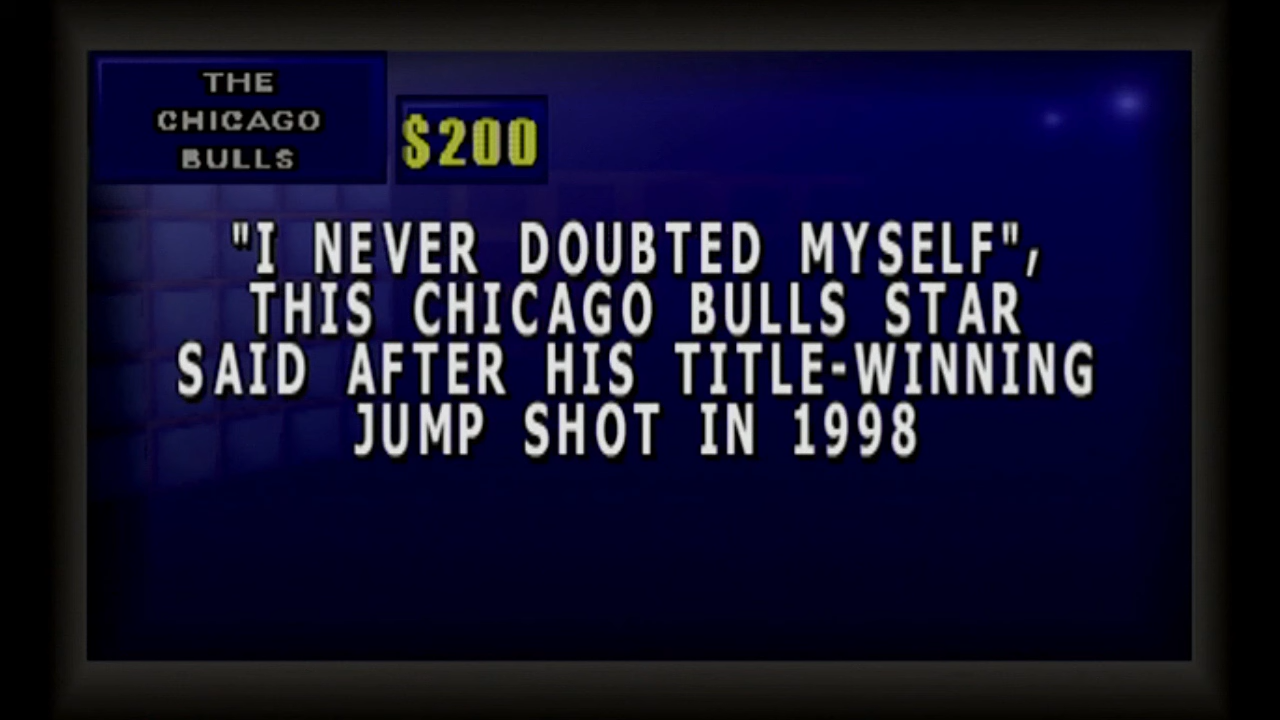 THE
CHICAGO
BULLS
$200
"I NEVER DOUBTED MYSELF",
THIS CHICAGO BULLS STAR
SAID AFTER HIS TITLE-WINNING
JUMP SHOT IN 1998